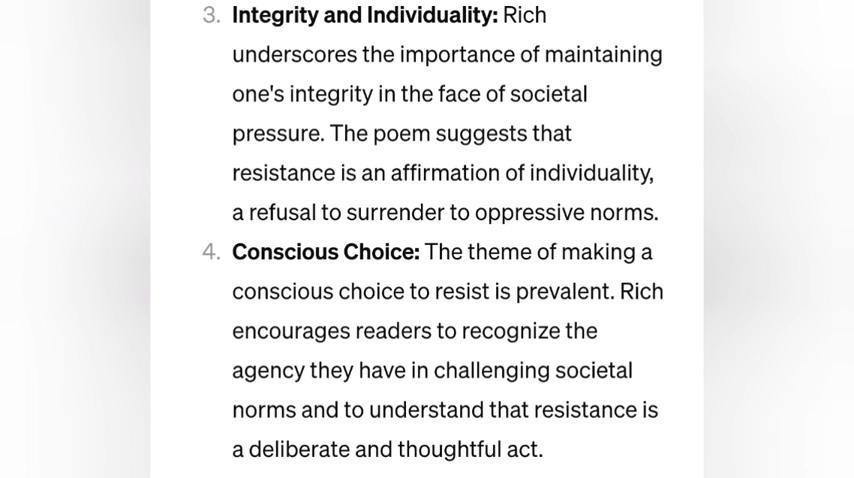 3. Integrity and Individuality: Rich
underscores the importance of maintaining
one's integrity in the face of societal
pressure. The poem suggests that
resistance is an affirmation of individuality,
a refusal to surrender to oppressive norms.
4. Conscious Choice: The theme of making a
conscious choice to resist is prevalent. Rich
encourages readers to recognize the
agency they have in challenging societal
norms and to understand that resistance is
a deliberate and thoughtful act.